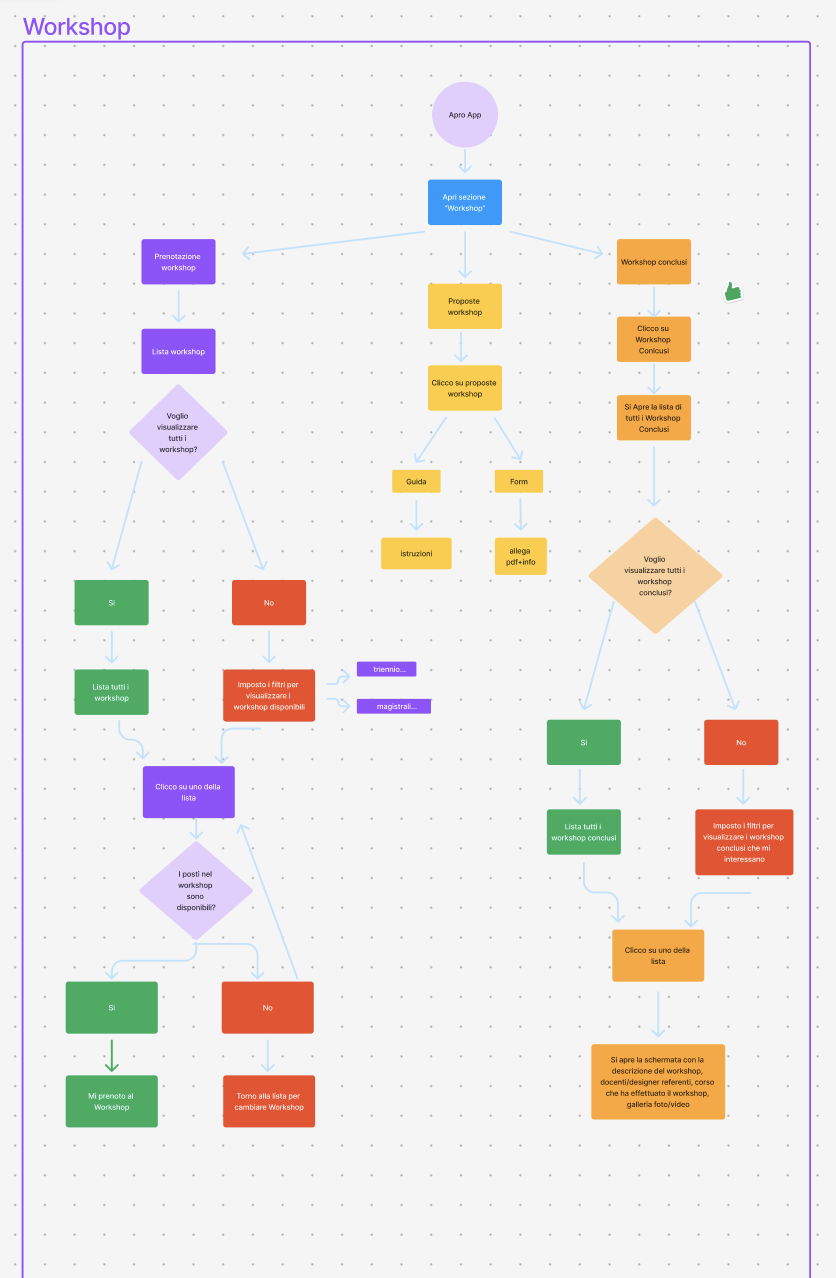 Workshop
Apro App
Apri sezione
"Workshop"
Prenotazione
workshop
Lista workshop
Voglio
visualizzare
tutti i
workshop?
Si
Lista tutti i
workshop
No
Imposto i filtri per
visualizzare i
workshop disponibili
triennio...
magistrali...
Clicco su uno della
lista
I posti nel
workshop
sono
disponibili?
Si
Mi prenoto al
Workshop
No
Torno alla lista per
cambiare Workshop
Proposte
workshop
Clicco su proposte
workshop
Guida
istruzioni
Form
allega
pdf+info
Workshop conclusi
Clicco su
Workshop
Conlcusi
Si Apre la lista di
tutti i Workshop
Conclusi
Voglio
visualizzare tutti i
workshop
conclusi?
Si
Lista tutti i
workshop conclusi
No
Imposto i filtri per
visualizzare i workshop
conclusi che mi
interessano
Clicco su uno della
lista
Si apre la schermata con la
descrizione del workshop,
docenti/designer referenti, corso
che ha effettuato il workshop,
galleria foto/video